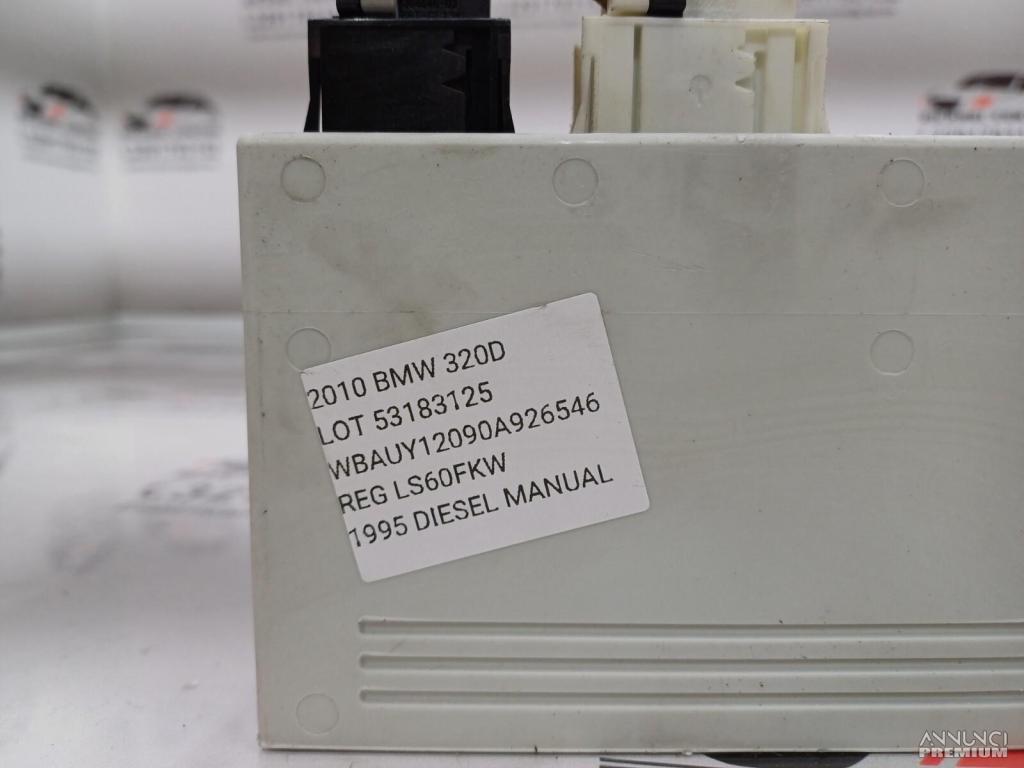 2010 BMW 320D
LOT 53183125
WBAUY12090A926546
REG LS60FKW
1995 DIESEL MANUAL
ANNUNCI
PREMIUM